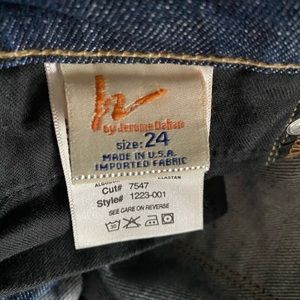 by Jerome Dahan
size: 24
MADE IN U.S.A.
IMPORTED FABRIC
Cut# 7547
Style# 1223-001
SEE CARE ON REVERSE